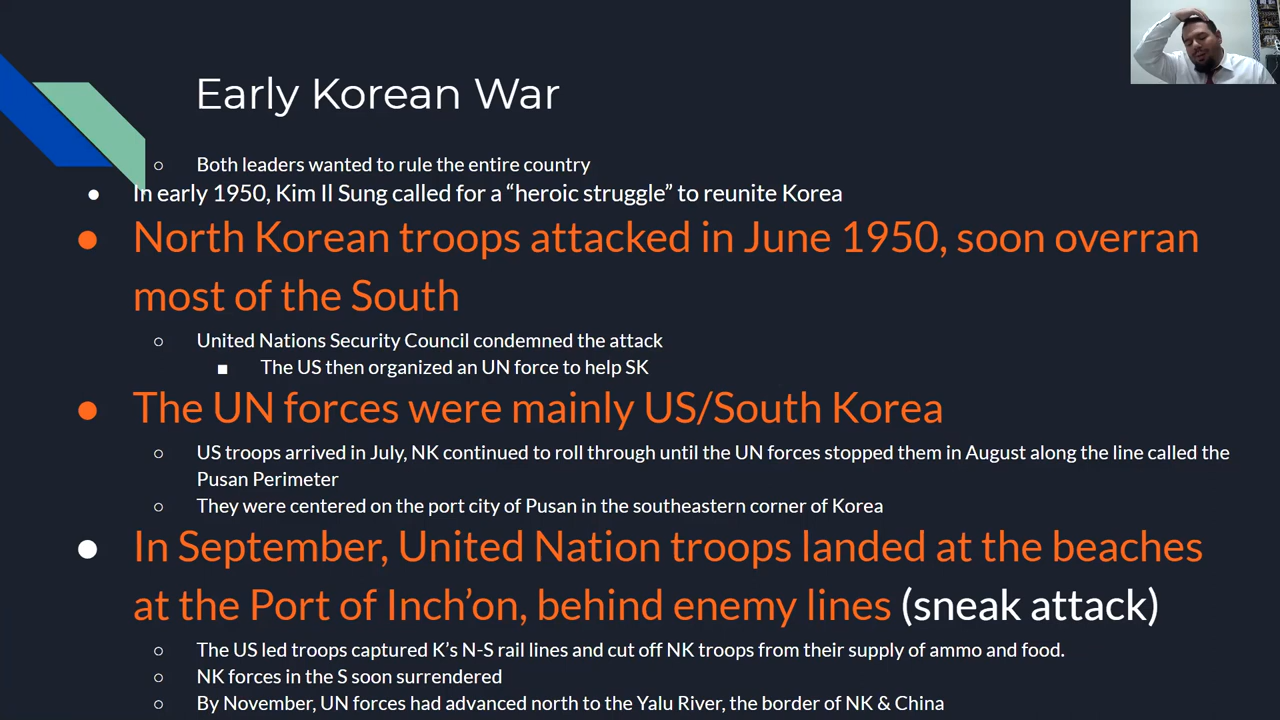 Early Korean War
○ Both leaders wanted to rule the entire country
● In early 1950, Kim Il Sung called for a “heroic struggle” to reunite Korea
● North Korean troops attacked in June 1950, soon overran
most of the South
○ United Nations Security Council condemned the attack
■ The US then organized an UN force to help SK
● The UN forces were mainly US/South Korea
○ US troops arrived in July, NK continued to roll through until the UN forces stopped them in August along the line called the
Pusan Perimeter
○ They were centered on the port city of Pusan in the southeastern corner of Korea
● In September, United Nation troops landed at the beaches
at the Port of Inch’on, behind enemy lines (sneak attack)
○ The US led troops captured K’s N-S rail lines and cut off NK troops from their supply of ammo and food.
○ NK forces in the S soon surrendered
○ By November, UN forces had advanced north to the Yalu River, the border of NK & China